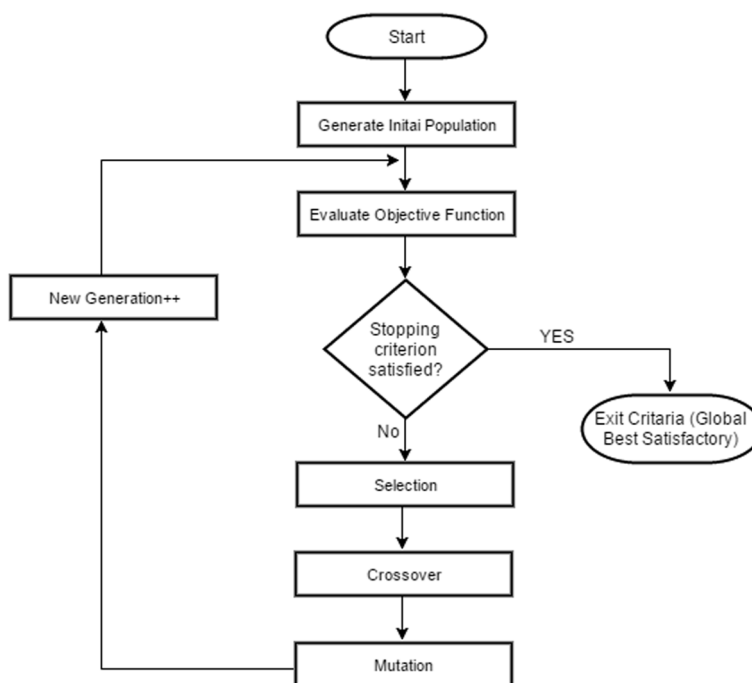 Start
Generate Initai Population
Evaluate Objective Function
New Generation++
Stopping
criterion
satisfied?
YES
Exit Critaria (Global
Best Satisfactory)
No
Selection
Crossover
Mutation